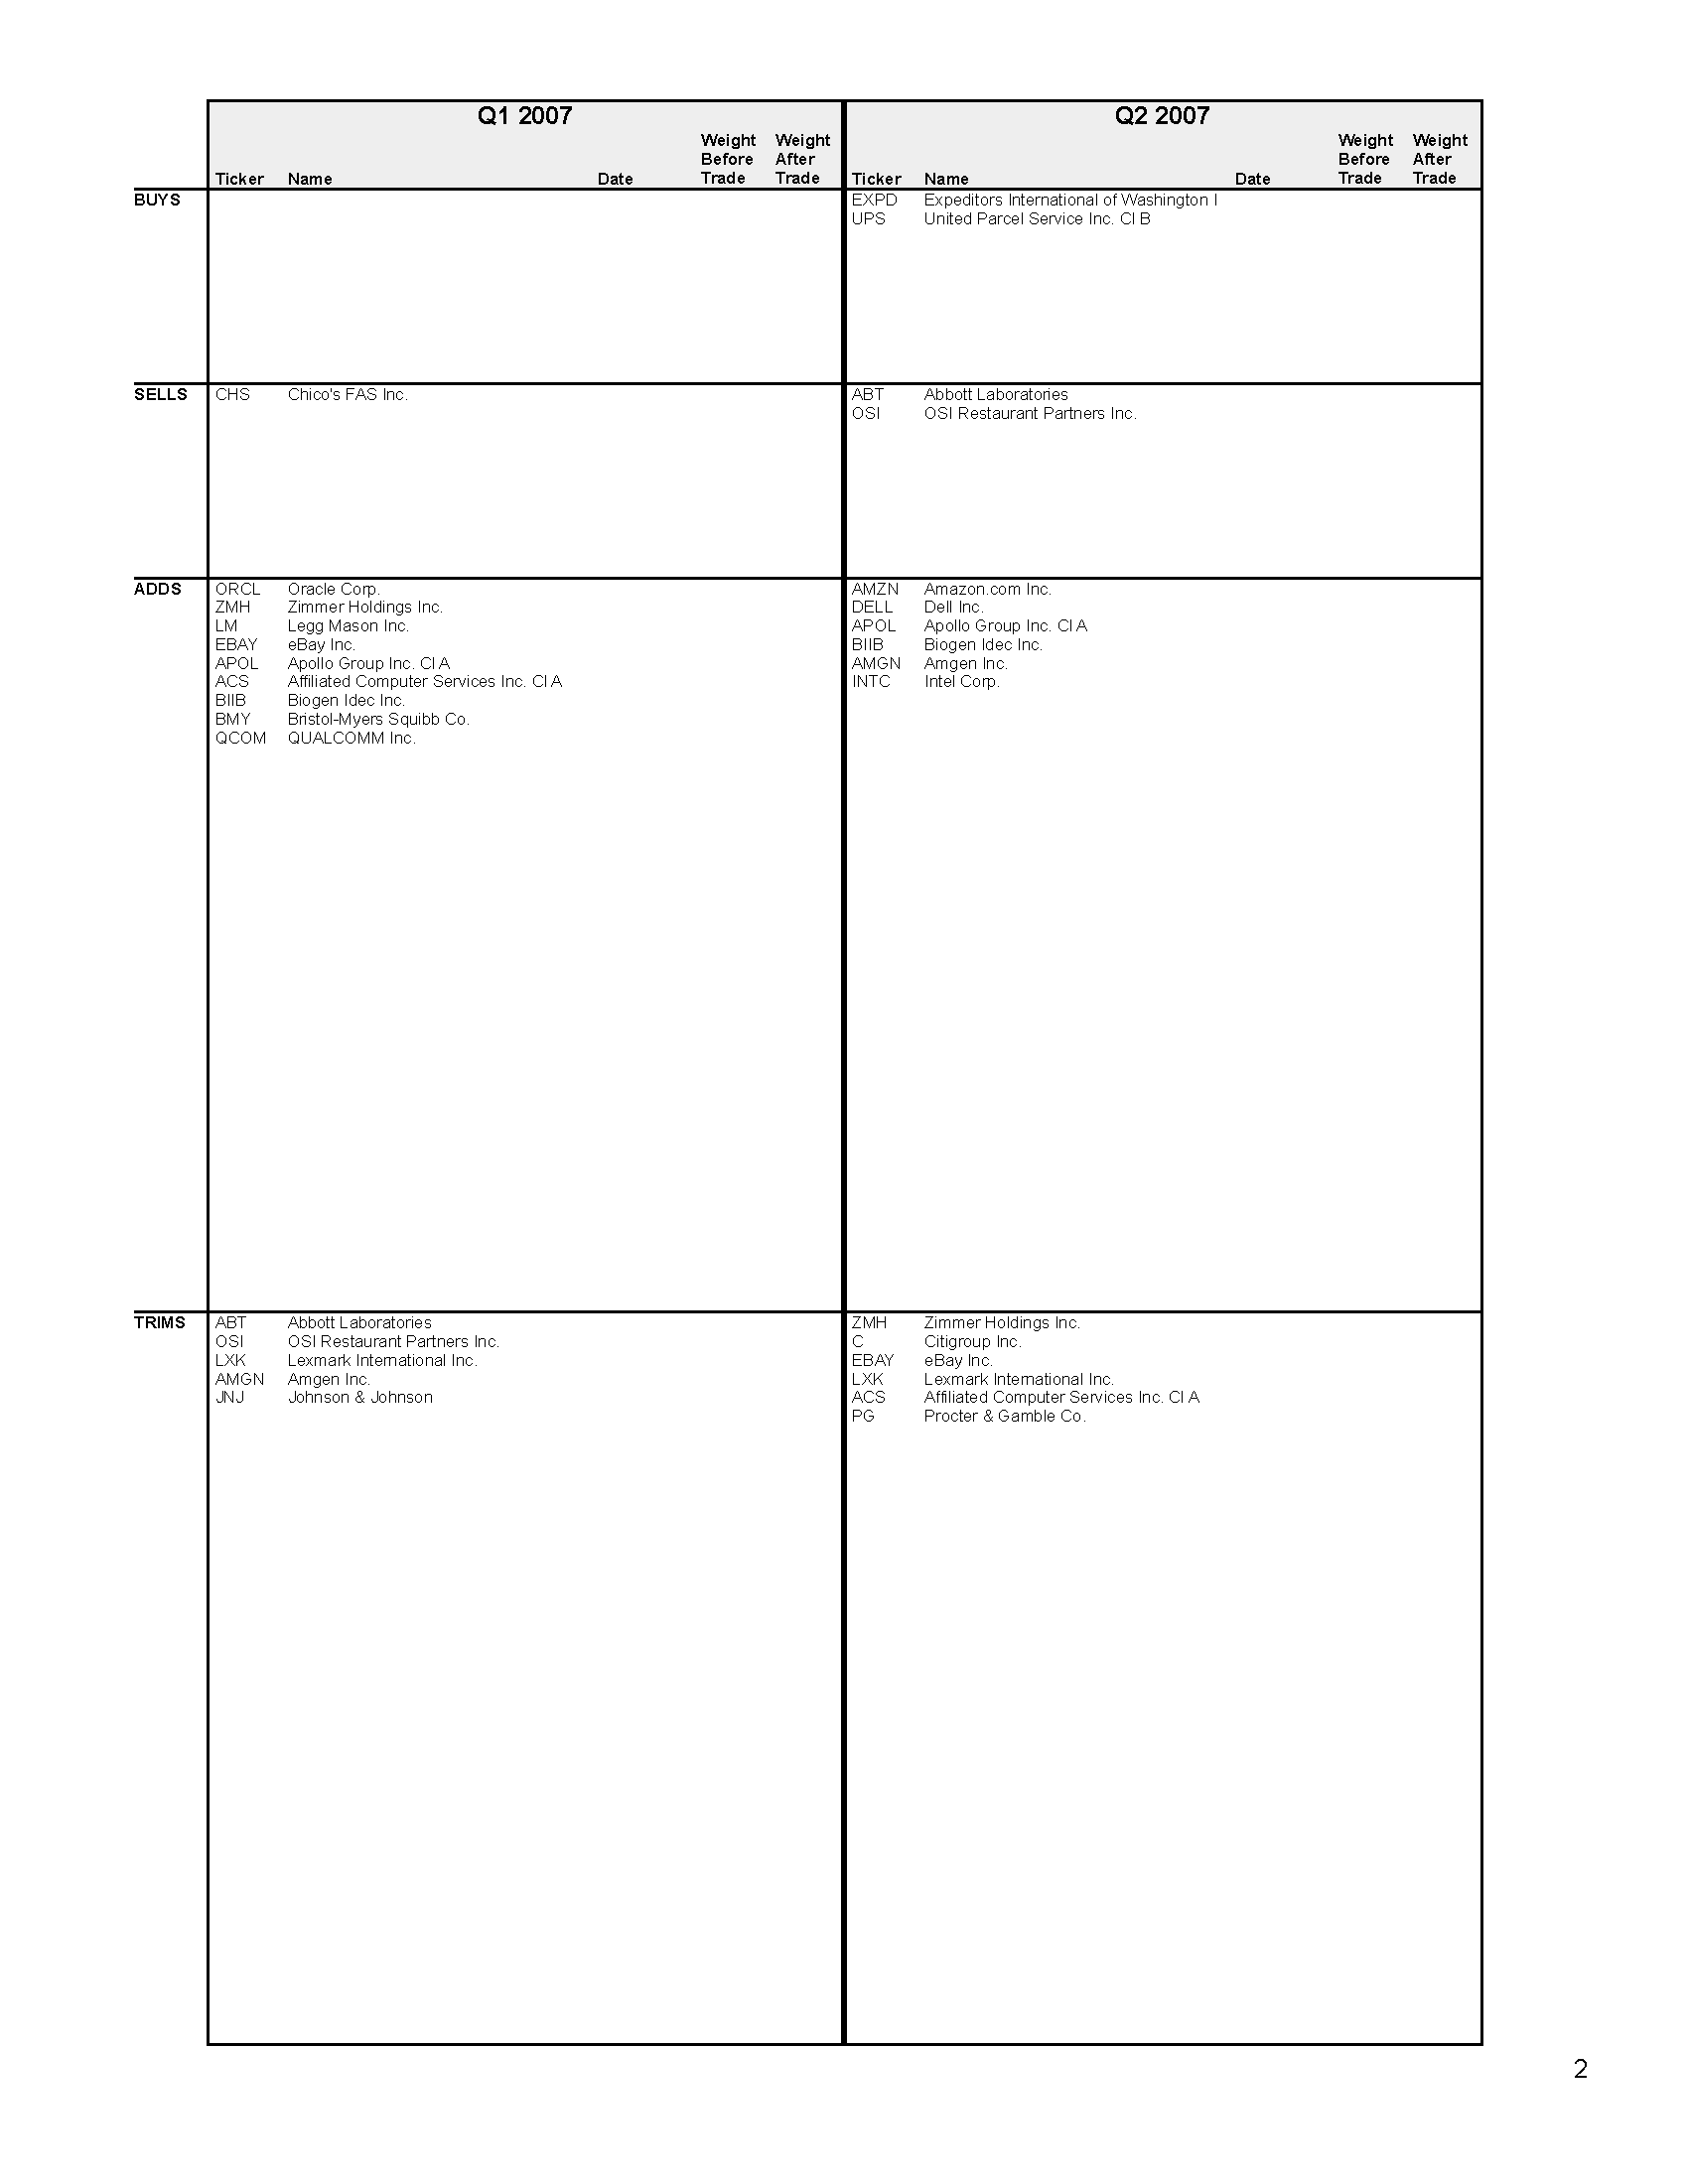 Q1 2007 Q2 2007
Weight Weight Weight Weight
Before After Before After
Ticker Name Date Trade Trade Ticker Name Date Trade Trade
BUYS EXPD Expeditors International of Washington I
UPS United Parcel Service Inc. Cl B
SELLS CHS Chico's FAS Inc. ABT Abbott Laboratories
OSI OSI Restaurant Partners Inc.
ADDS ORCL Oracle Corp. AMZN Amazon.com Inc.
ZMH Zimmer Holdings Inc. DELL Dell Inc.
LM Legg Mason Inc. APOL Apollo Group Inc. Cl A
EBAY eBay Inc. BIIB Biogen Idec Inc.
APOL Apollo Group Inc. Cl A AMGN Amgen Inc.
ACS Affiliated Computer Services Inc. Cl A INTC Intel Corp.
BIIB Biogen Idec Inc.
BMY Bristol-Myers Squibb Co.
QCOM QUALCOMM Inc.
TRIMS ABT Abbott Laboratories ZMH Zimmer Holdings Inc.
OSI OSI Restaurant Partners Inc. C Citigroup Inc.
LXK Lexmark International Inc. EBAY eBay Inc.
AMGN Amgen Inc. LXK Lexmark International Inc.
JNJ Johnson & Johnson ACS Affiliated Computer Services Inc. Cl A
PG Procter & Gamble Co.
2